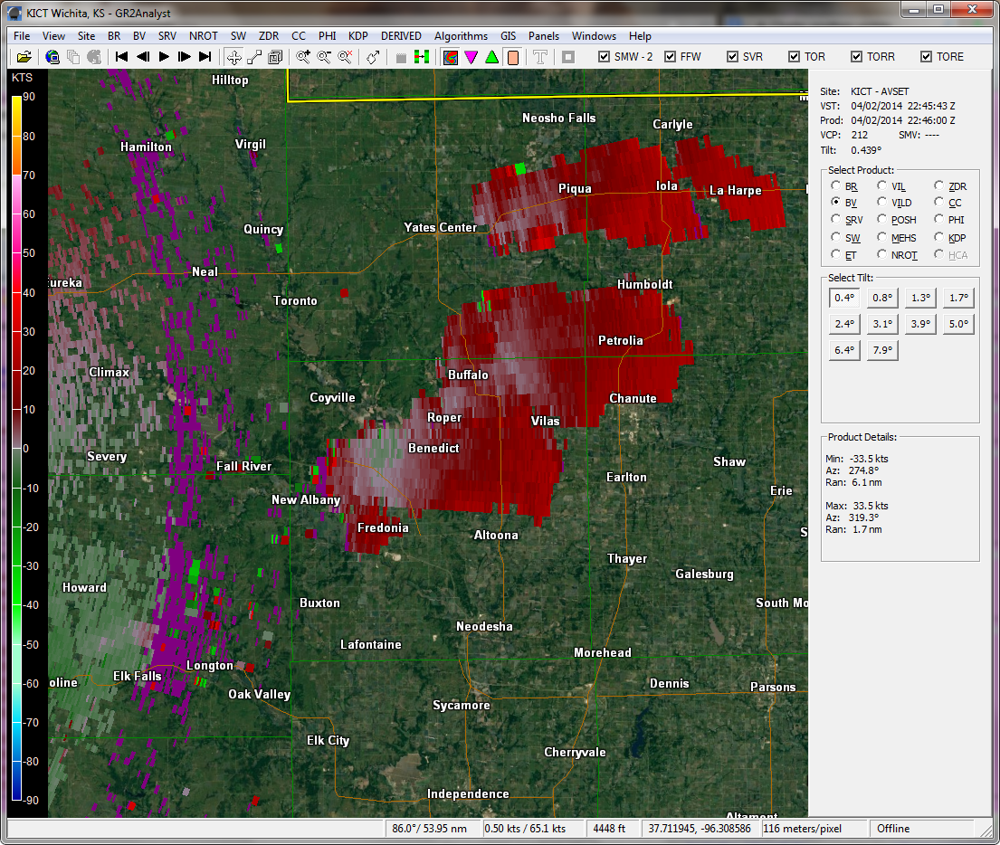 KICT Wichita, KS - GR2Analyst
File View Site BR BV SRV NROT SW ZDR CC PHI KDP DERIVED Algorithms GIS Panels Windows Help
SMW - 2 FFW SVR TOR TORR TORE
KTS
90
80
70
60
50
40
30
20
10
0
-10
-20
-30
-40
-50
-60
-70
-80
-90
Hilltop
Neosho Falls
Carlyle
Hamilton
Virgil
Piqua
Iola
La Harpe
Quincy
Yates Center
Neal
eureka
Toronto
Humboldt
Petrolia
Climax
Buffalo
Coyville
Chanute
Roper
Vilas
Benedict
Severy
Fall River
Shaw
Earlton
Erie
New Albany
Fredonia
Altoona
Thayer
Galesburg
Howard
Buxton
South Mo
Neodesha
Lafontaine
Morehead
Longton
Elk Falls
oline
Oak Valley
Dennis
Parsons
Sycamore
Elk City
Cherryvale
Independence
Altamont
Site: KICT - AVSET
VST: 04/02/2014 22:45:43 Z
Prod: 04/02/2014 22:46:00 Z
VCP: 212 SMV: ----
Tilt: 0.439°
Select Product:
BR VIL ZDR
BV VILD CC
SRV POSH PHI
SW MEHS KDP
ET NROT HCA
Select Tilt:
0.4° 0.8° 1.3° 1.7°
2.4° 3.1° 3.9° 5.0°
6.4° 7.9°
Product Details:
Min: -33.5 kts
Az: 274.8°
Ran: 6.1 nm
Max: 33.5 kts
Az: 319.3°
Ran: 1.7 nm
86.0°/ 53.95 nm 0.50 kts / 65.1 kts 4448 ft 37.711945, -96.308586 116 meters/pixel Offline